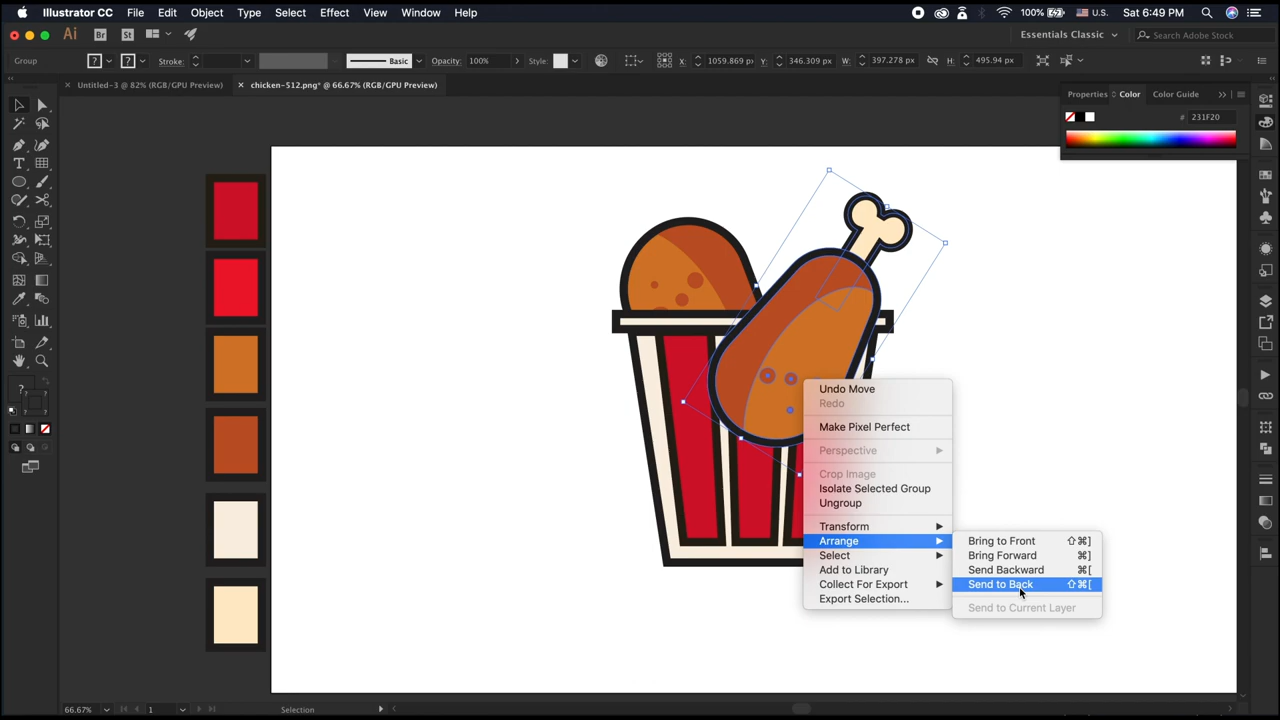 Illustrator CC File Edit Object Type Select Effect View Window Help 100% U.S. Sat 6:49 PM
Ai Br St Essentials Classic Search Adobe Stock
Group ? ? Stroke: Basic Opacity: 100% Style: X: 1059.869 pi Y: 346.309 px W: 397.278 px H: 495.94 px
× Untitled-3 @ 82% (RGB/GPU Preview) × chicken-512.png* @ 66.67% (RGB/GPU Preview)
Properties Color Color Guide
# 231F20
Undo Move
Redo
Make Pixel Perfect
Perspective
Crop Image
Isolate Selected Group
Ungroup
Transform
Arrange
Select
Add to Library
Collect For Export
Export Selection...
Bring to Front ⇧⌘]
Bring Forward ⌘]
Send Backward ⌘[
Send to Back ⇧⌘[
Send to Current Layer
66.67% 1 Selection